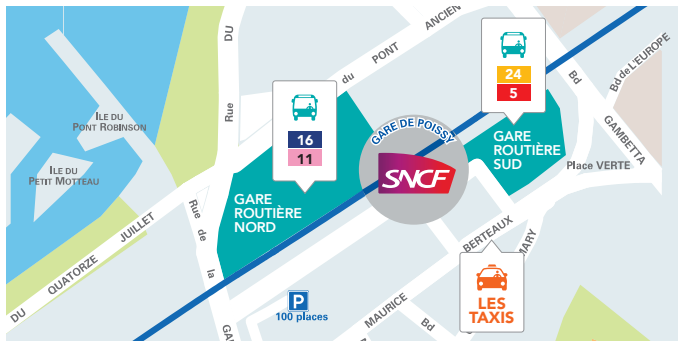 DU
Rue
ANCIEN
PONT
du
24
5
Bd
GAMBETTA
Bd de L'EUROPE
ILE DU
PONT ROBINSON
ILE DU
PETIT MOTTEAU
16
11
GARE DE POISSY
SNCF
GARE
ROUTIÈRE
SUD
Place VERTE
GARE
ROUTIÈRE
NORD
DU QUATORZE JUILLET
Rue de la
BERTEAUX
MAURICE
Bd
LES
TAXIS
P
100 places